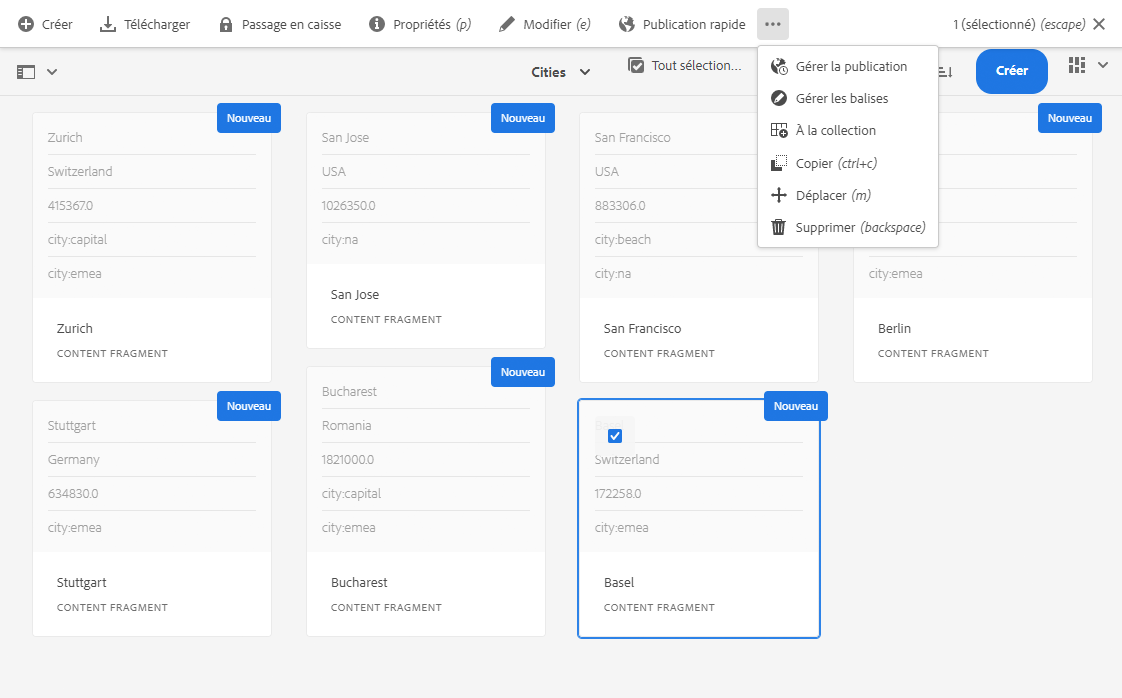 Créer
Télécharger
Passage en caisse
Propriétés (p)
Modifier (e)
Publication rapide
1 (sélectionné) (escape)
Cities
Tout sélection...
Créer
Gérer la publication
Gérer les balises
À la collection
Copier (ctrl+c)
Déplacer (m)
Supprimer (backspace)
Nouveau
Zurich
Switzerland
415367.0
city:capital
city:emea
Zurich
CONTENT FRAGMENT
Nouveau
San Jose
USA
1026350.0
city:na
San Jose
CONTENT FRAGMENT
San Francisco
USA
883306.0
city:beach
city:na
San Francisco
CONTENT FRAGMENT
Nouveau
city:emea
Berlin
CONTENT FRAGMENT
Nouveau
Stuttgart
Germany
634830.0
city:emea
Stuttgart
CONTENT FRAGMENT
Nouveau
Bucharest
Romania
1821000.0
city:capital
city:emea
Bucharest
CONTENT FRAGMENT
Nouveau
Switzerland
172258.0
city:emea
Basel
CONTENT FRAGMENT